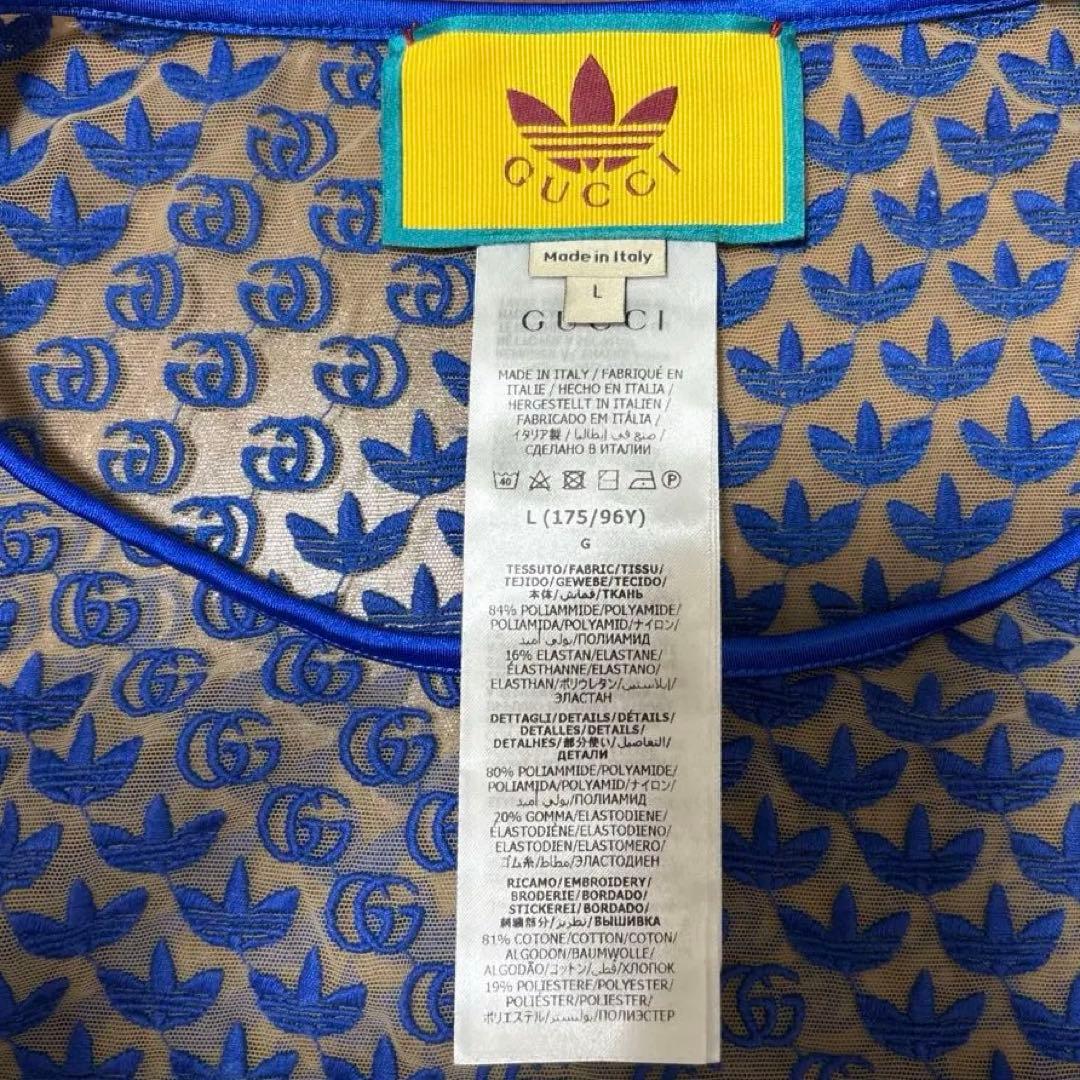 GUCCI
Made in Italy
L
GUCCI
MADE IN ITALY / FABRIQUÉ EN
ITALIE / HECHO EN ITALIA /
HERGESTELLT IN ITALIEN /
FABRICADO EM ITÁLIA /
イタリア製 / صنع في إيطاليا /
СДЕЛАНО В ИТАЛИИ
40
P
L (175/96Y)
G
TESSUTO/FABRIC/TISSU/
TEJIDO/GEWEBE/TECIDO/
本体/قماش/ТКАНЬ
84% POLIAMMIDE/POLYAMIDE/
POLIAMIDA/POLYAMID/ナイロン/
بولي أميد/ПОЛИАМИД
16% ELASTAN/ELASTANE/
ÉLASTHANNE/ELASTANO/
ELASTHAN/ポリウレタン/إيلاستين/
ЭЛАСТАН
DETTAGLI/DETAILS/DÉTAILS/
DETALLES/DETAILS/
DETALHES/部分使い/التفاصيل/
ДЕТАЛИ
80% POLIAMMIDE/POLYAMIDE/
POLIAMIDA/POLYAMID/ナイロン/
بولي أميد/ПОЛИАМИД
20% GOMMA/ELASTODIENE/
ÉLASTODIÈNE/ELASTODIENO/
ELASTODIEN/ELASTOMERO/
ゴム糸/مطاط/ЭЛАСТОДИЕН
RICAMO/EMBROIDERY/
BRODERIE/BORDADO/
STICKEREI/BORDADO/
刺繍部分/تطريز/ВЫШИВКА
81% COTONE/COTTON/COTON/
ALGODON/BAUMWOLLE/
ALGODÃO/コットン/قطن/ХЛОПОК
19% POLIESTERE/POLYESTER/
POLIÉSTER/POLYESTER/
POLIÉSTER/POLIESTER/
ポリエステル/بوليستر/ПОЛИЭСТЕР